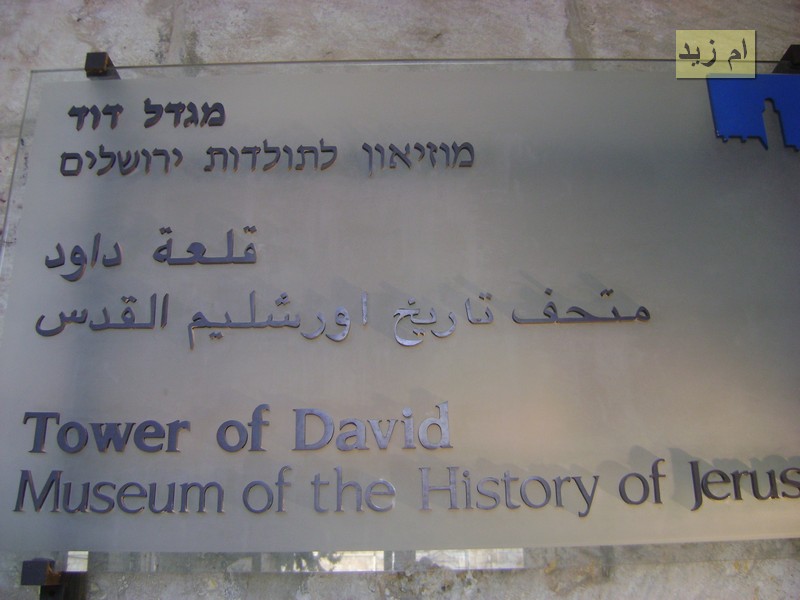 ام زيد
מגדל דוד
מוזיאון לתולדות ירושלים
قلعة داود
متحف تاريخ اورشليم القدس
Tower of David
Museum of the History of Jerus